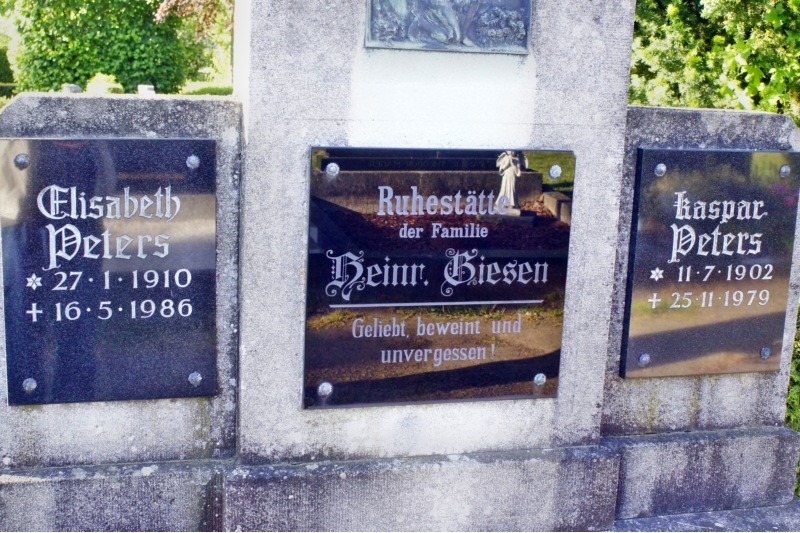 Elisabeth
Peters
* 27·1·1910
+ 16·5·1986
Ruhestätte
der Familie
Heinr. Giesen
Geliebt, beweint und
unvergessen!
Kaspar
Peters
* 11·7·1902
+ 25·11·1979